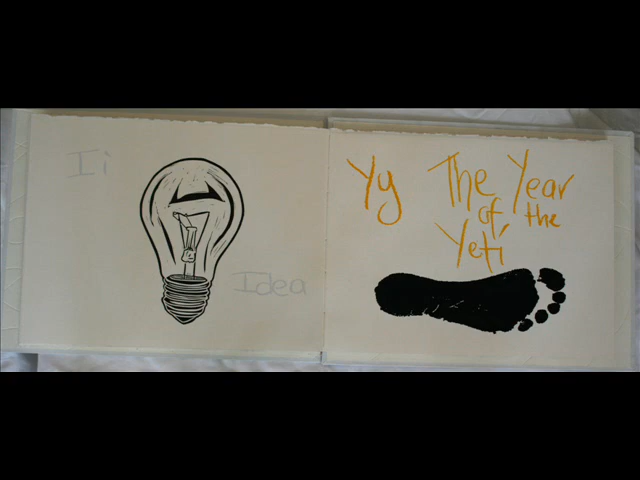 Ii
Idea
Yy
The Year
of the
Yeti